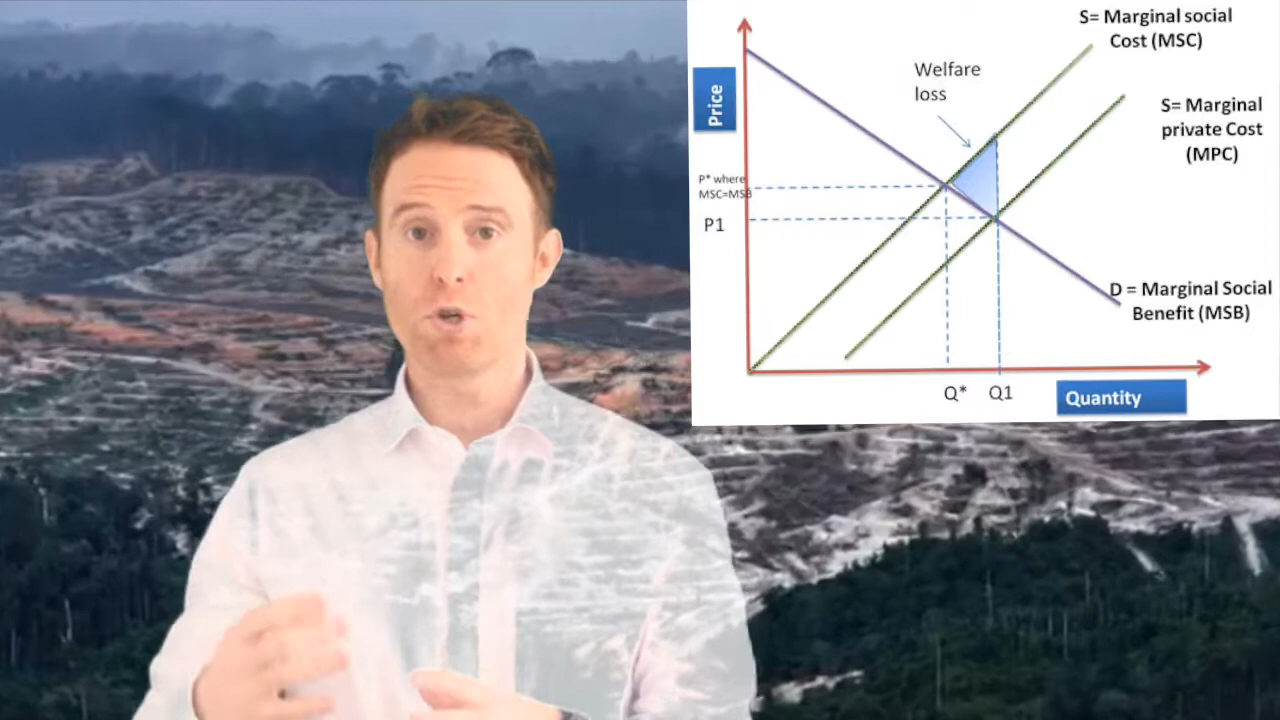 S= Marginal social
Cost (MSC)
Welfare
loss
Price
S= Marginal
private Cost
(MPC)
P* where
MSC=MSB
P1
D = Marginal Social
Benefit (MSB)
Q*
Q1
Quantity